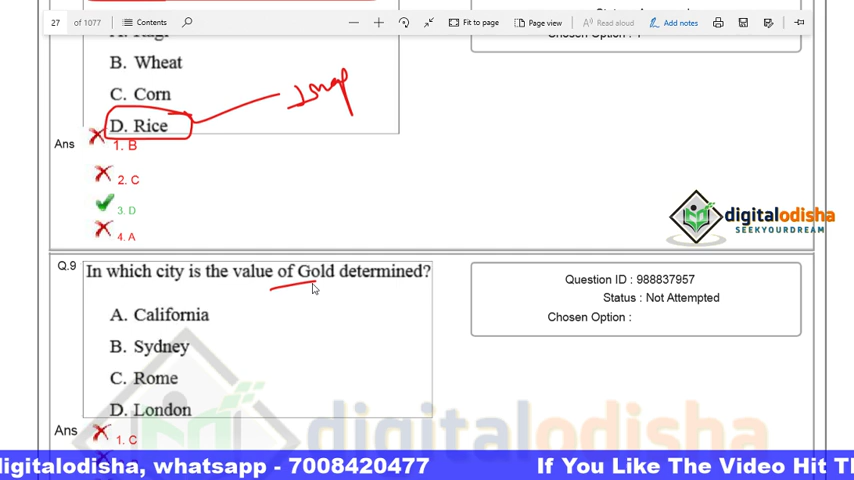 27 of 1077 Contents Fit to page Page view Read aloud Add notes
Chosen Option :
B. Wheat
C. Corn
D. Rice
Ans
1. B
2. C
3. D
4. A
digitalodisha
SEEKYOURDREAM
Q.9 In which city is the value of Gold determined?
A. California
B. Sydney
C. Rome
D. London
Question ID : 988837957
Status : Not Attempted
Chosen Option :
Ans
1. C
digitalodisha
digitalodisha, whatsapp - 7008420477 If You Like The Video Hit Th